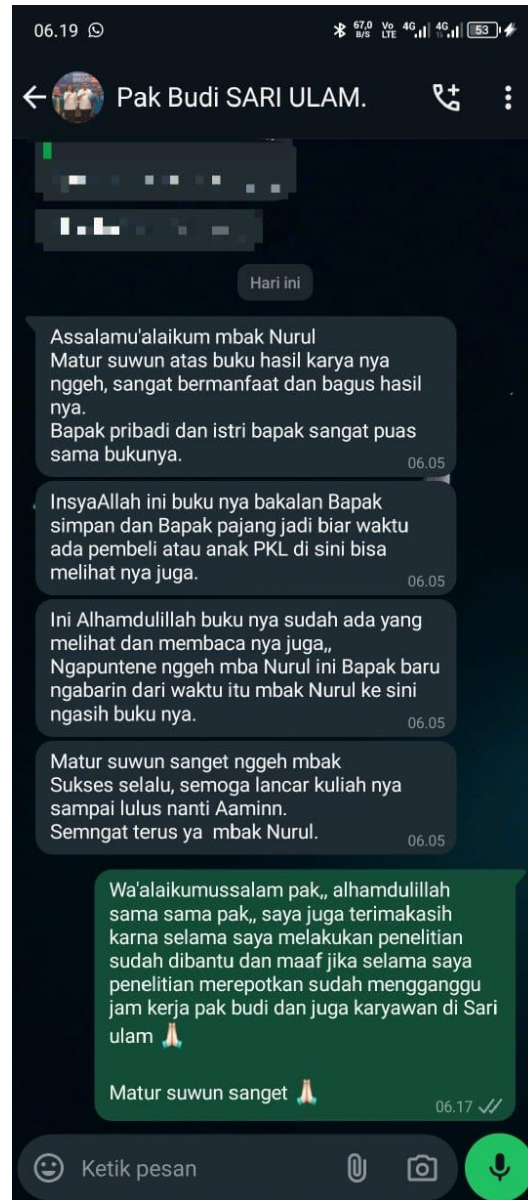 06.19
67,0 B/S Vo LTE 4G 4G 53
Pak Budi SARI ULAM.
Hari ini
Assalamu'alaikum mbak Nurul
Matur suwun atas buku hasil karya nya
nggeh, sangat bermanfaat dan bagus hasil
nya.
Bapak pribadi dan istri bapak sangat puas
sama bukunya.
06.05
InsyaAllah ini buku nya bakalan Bapak
simpan dan Bapak pajang jadi biar waktu
ada pembeli atau anak PKL di sini bisa
melihat nya juga.
06.05
Ini Alhamdulillah buku nya sudah ada yang
melihat dan membaca nya juga,,
Ngapuntene nggeh mba Nurul ini Bapak baru
ngabarin dari waktu itu mbak Nurul ke sini
ngasih buku nya.
06.05
Matur suwun sanget nggeh mbak
Sukses selalu, semoga lancar kuliah nya
sampai lulus nanti Aaminn.
Semngat terus ya  mbak Nurul.
06.05
Wa'alaikumussalam pak,, alhamdulillah
sama sama pak,, saya juga terimakasih
karna selama saya melakukan penelitian
sudah dibantu dan maaf jika selama saya
penelitian merepotkan sudah mengganggu
jam kerja pak budi dan juga karyawan di Sari
ulam 🙏🏻
Matur suwun sanget 🙏🏻
06.17
Ketik pesan